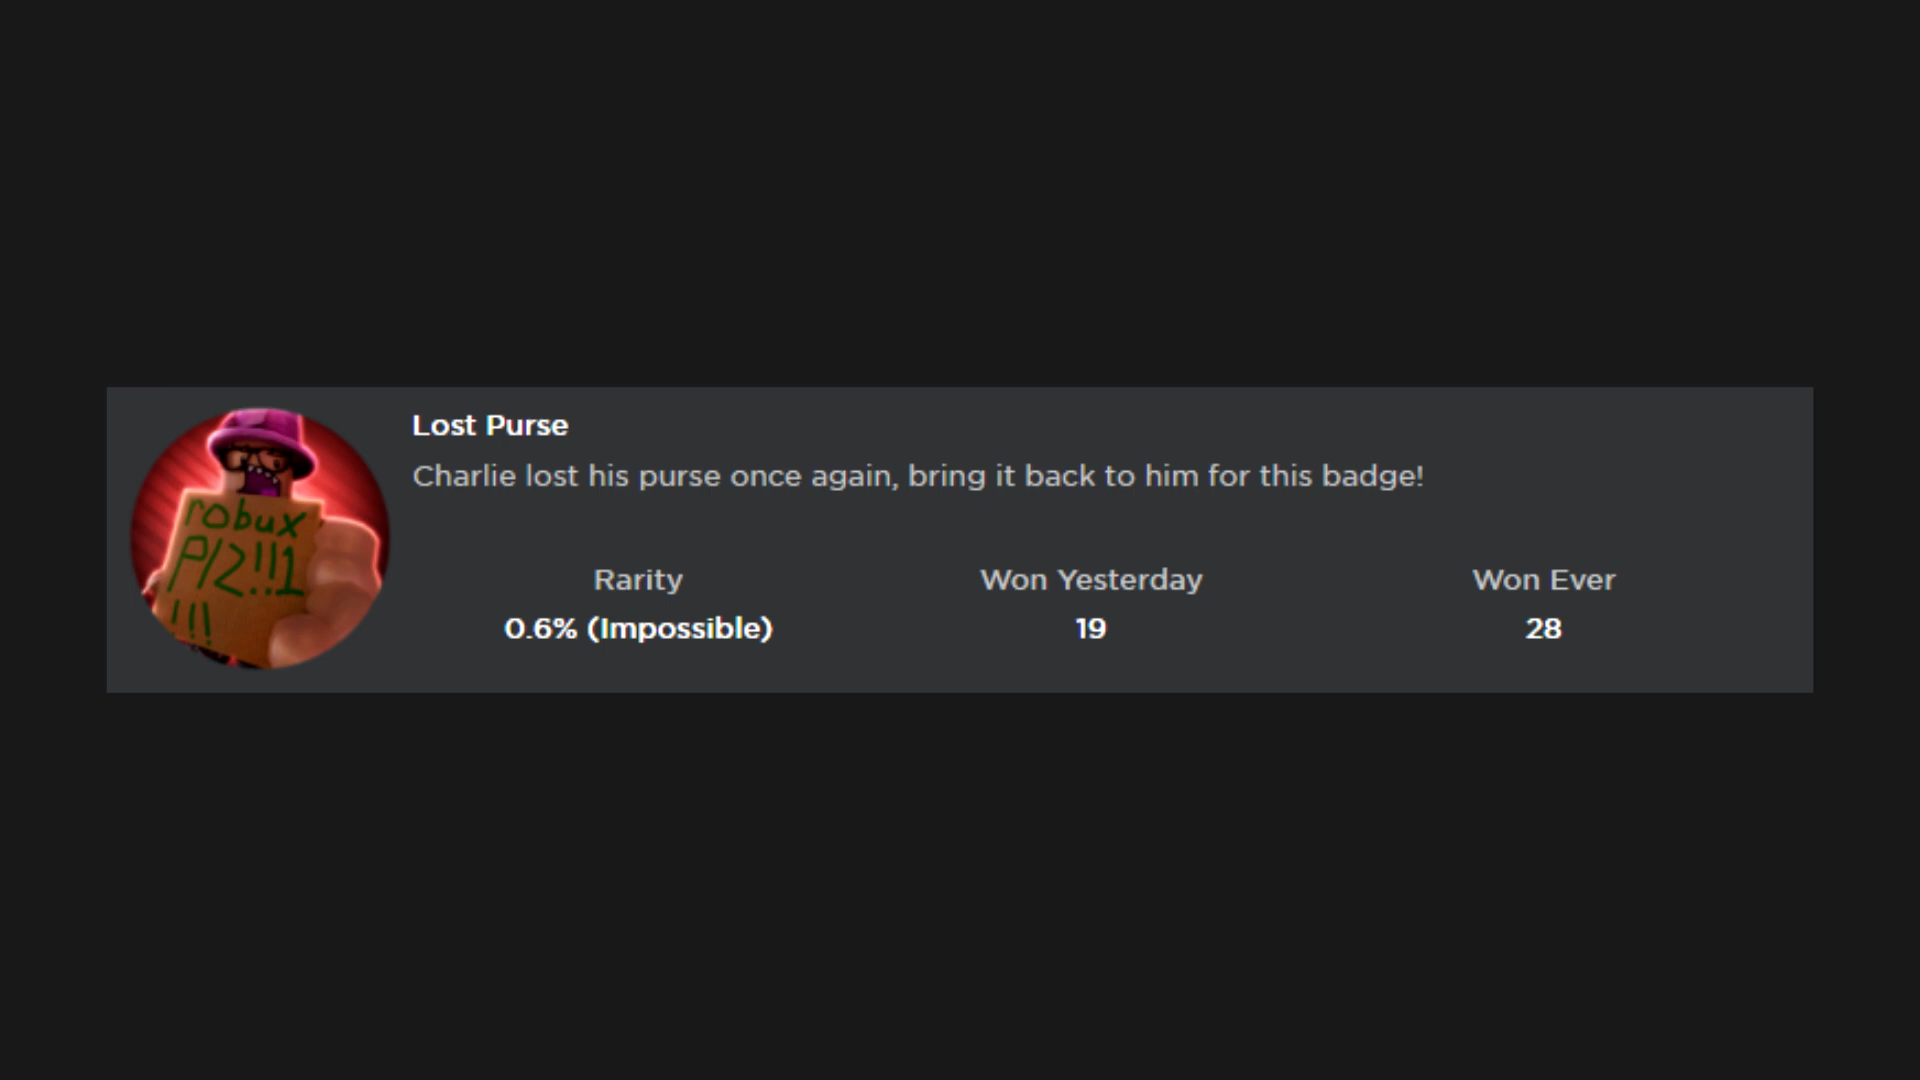 Lost Purse
Charlie lost his purse once again, bring it back to him for this badge!
robux
Plz!!1
!!!
Rarity
Won Yesterday
Won Ever
0.6% (Impossible)
19
28